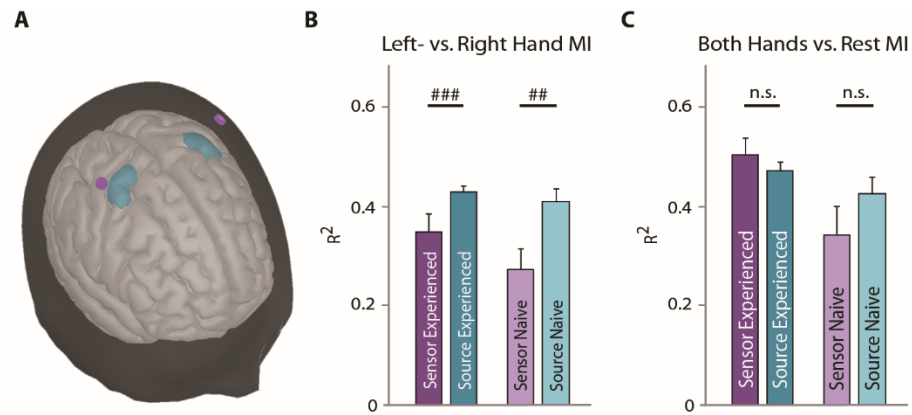 A
B
Left- vs. Right Hand MI
0.6
0.4
0.2
0
R2
###
##
Sensor Experienced
Source Experienced
Sensor Naive
Source Naive
C
Both Hands vs. Rest MI
0.6
0.4
0.2
0
R2
n.s.
n.s.
Sensor Experienced
Source Experienced
Sensor Naive
Source Naive